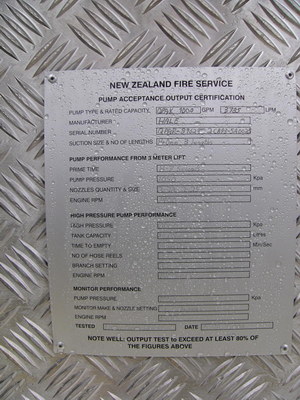 NEW ZEALAND FIRE SERVICE
PUMP ACCEPTANCE OUTPUT CERTIFICATION
PUMP TYPE & RATED CAPACITY GPM LPM
MANUFACTURER HALE
SERIAL NUMBER
SUCTION SIZE & NO OF LENGTHS
PUMP PERFORMANCE FROM 3 METER LIFT
PRIME TIME
PUMP PRESSURE Kpa
NOZZLES QUANTITY & SIZE mm
ENGINE RPM
HIGH PRESSURE PUMP PERFORMANCE
PRESSURE Kpa
TANK CAPACITY
TIME TO EMPTY Min/Sec
NO OF HOSE REELS
BRANCH SETTING
ENGINE RPM
MONITOR PERFORMANCE
PUMP PRESSURE Kpa
MONITOR MAKE & NOZZLE SETTING
ENGINE RPM
TESTED DATE
NOTE WELL: OUTPUT TEST to EXCEED AT LEAST 80% OF
THE FIGURES ABOVE